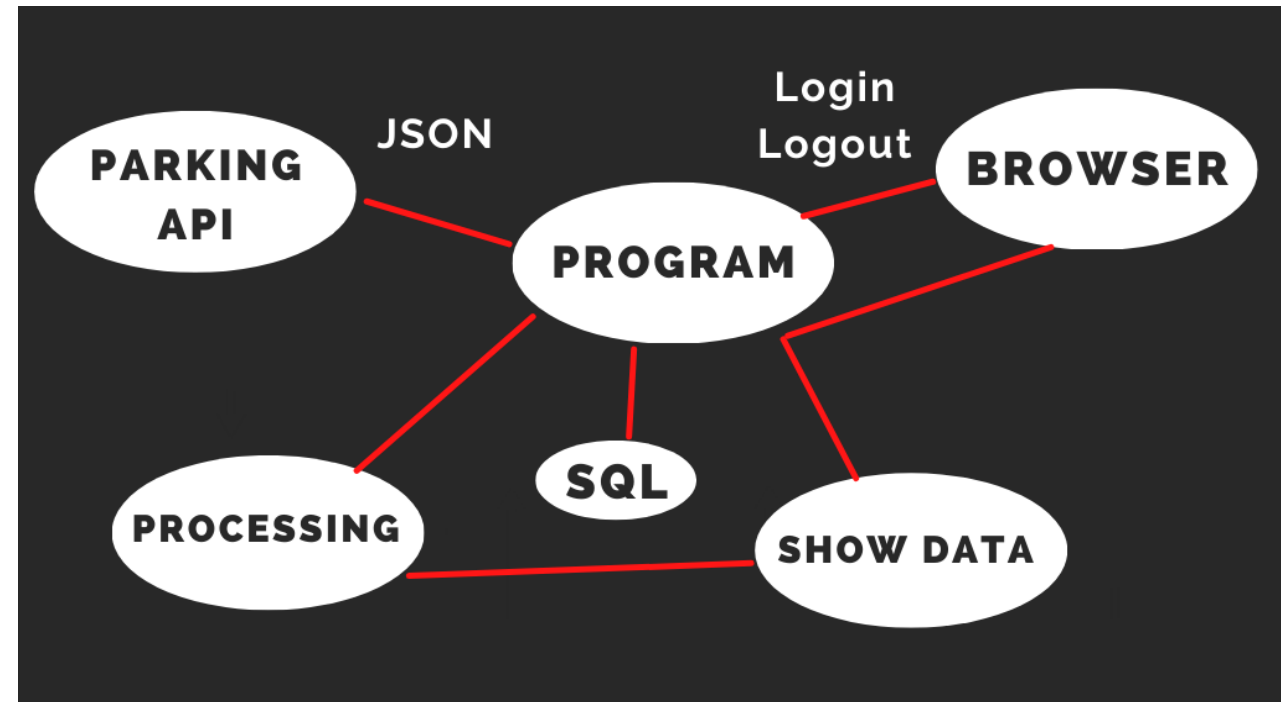 Login
Logout
JSON
PARKING
API
BROWSER
PROGRAM
SQL
PROCESSING
SHOW DATA